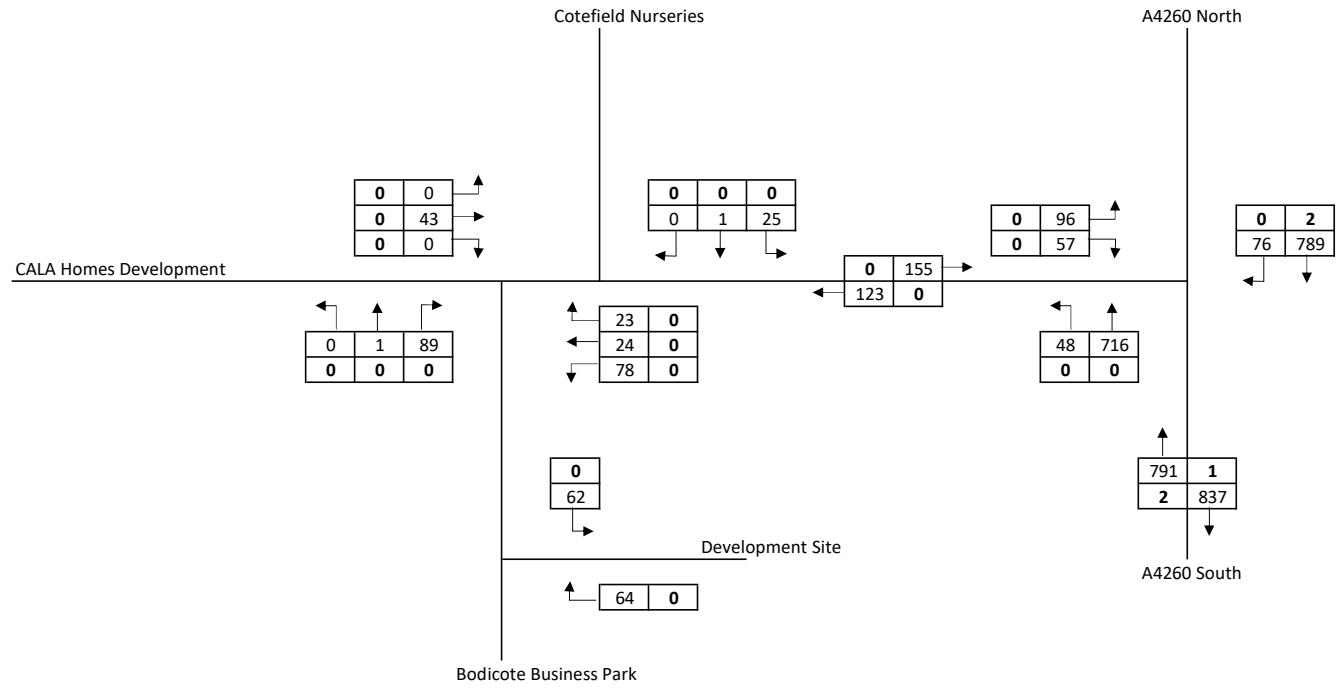 Cotefield Nurseries
A4260 North
0 0
0 43
0 0
0 0 0
0 1 25
0 96
0 57
0 2
76 789
CALA Homes Development
0 155
123 0
0 1 89
0 0 0
23 0
24 0
78 0
48 716
0 0
0
62
791 1
2 837
Development Site
A4260 South
64 0
Bodicote Business Park